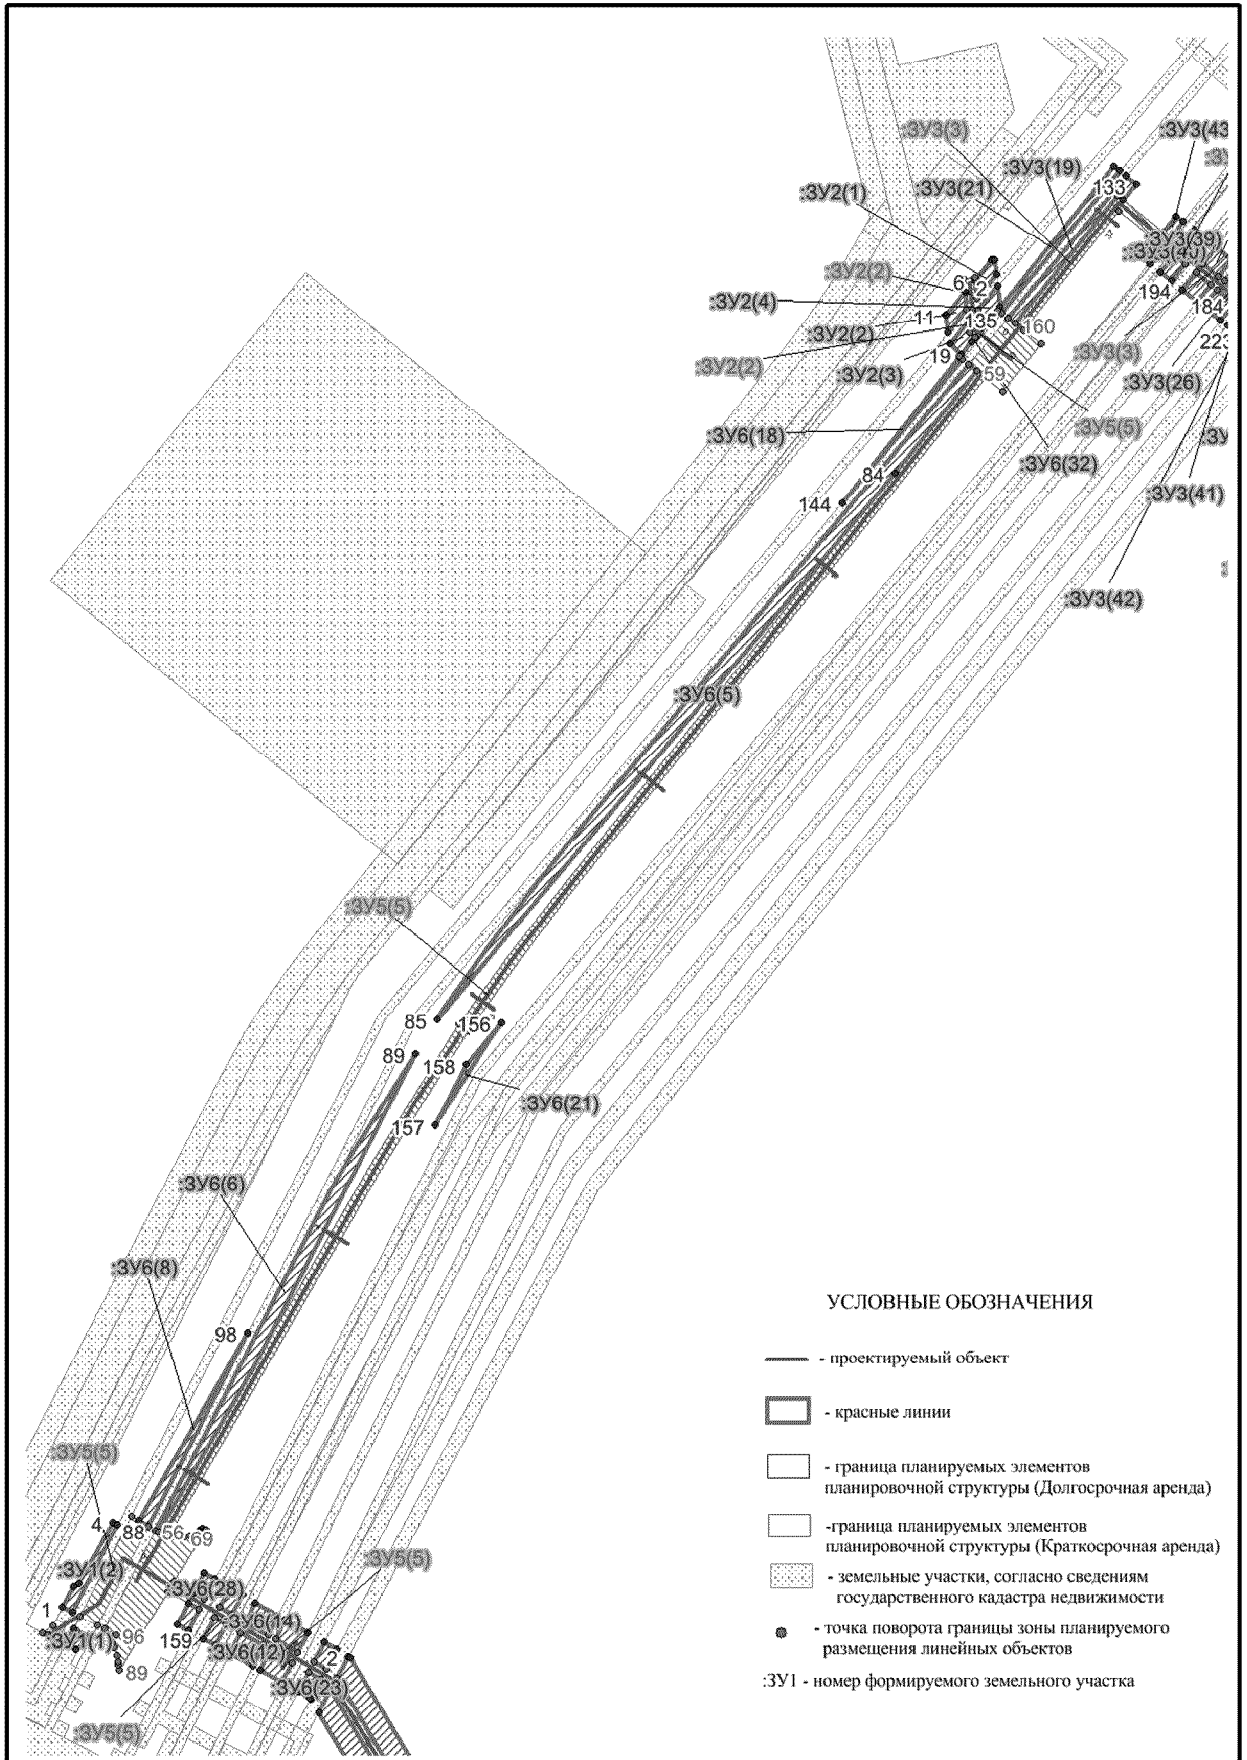 :ЗУ3(3)
:ЗУ3(43
:ЗУ3(19)
:ЗУ3(21)
133
:ЗУ2(1)
:ЗУ3(39)
:ЗУ3(40)
:ЗУ2(2)
6
2
194
184
:ЗУ2(4)
11
135
160
223
:ЗУ2(2)
:ЗУ2(2)
19
:ЗУ2(3)
59
:ЗУ3(3)
:ЗУ3(26)
:ЗУ6(18)
:ЗУ5(5)
:ЗУ6(32)
84
144
:ЗУ3(41)
:ЗУ3(42)
:ЗУ6(5)
:ЗУ5(5)
85
156
89
158
:ЗУ6(21)
157
:ЗУ6(6)
:ЗУ6(8)
98
УСЛОВНЫЕ ОБОЗНАЧЕНИЯ
- проектируемый объект
- красные линии
- граница планируемых элементов
планировочной структуры (Долгосрочная аренда)
-граница планируемых элементов
планировочной структуры (Краткосрочная аренда)
- земельные участки, согласно сведениям
государственного кадастра недвижимости
- точка поворота границы зоны планируемого
размещения линейных объектов
:ЗУ1 - номер формируемого земельного участка
:ЗУ5(5)
4
88
56
69
:ЗУ5(5)
:ЗУ1(2)
:ЗУ6(28)
1
:ЗУ1(1)
96
159
:ЗУ6(14)
:ЗУ6(12)
2
89
:ЗУ6(23)
:ЗУ5(5)